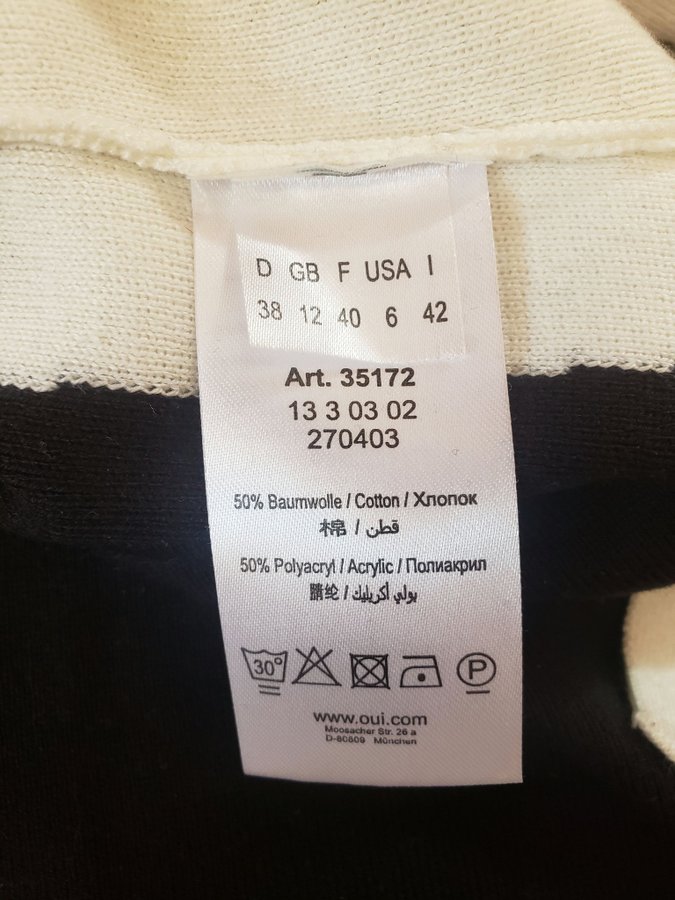 D GB F USA I
38 12 40 6 42
Art. 35172
13 3 03 02
270403
50% Baumwolle / Cotton / Хлопок
棉 / قطن
50% Polyacryl / Acrylic / Полиакрил
腈纶 / بولي أكريليك
30°
P
www.oui.com
Moosacher Str. 26 a
D-80809 München